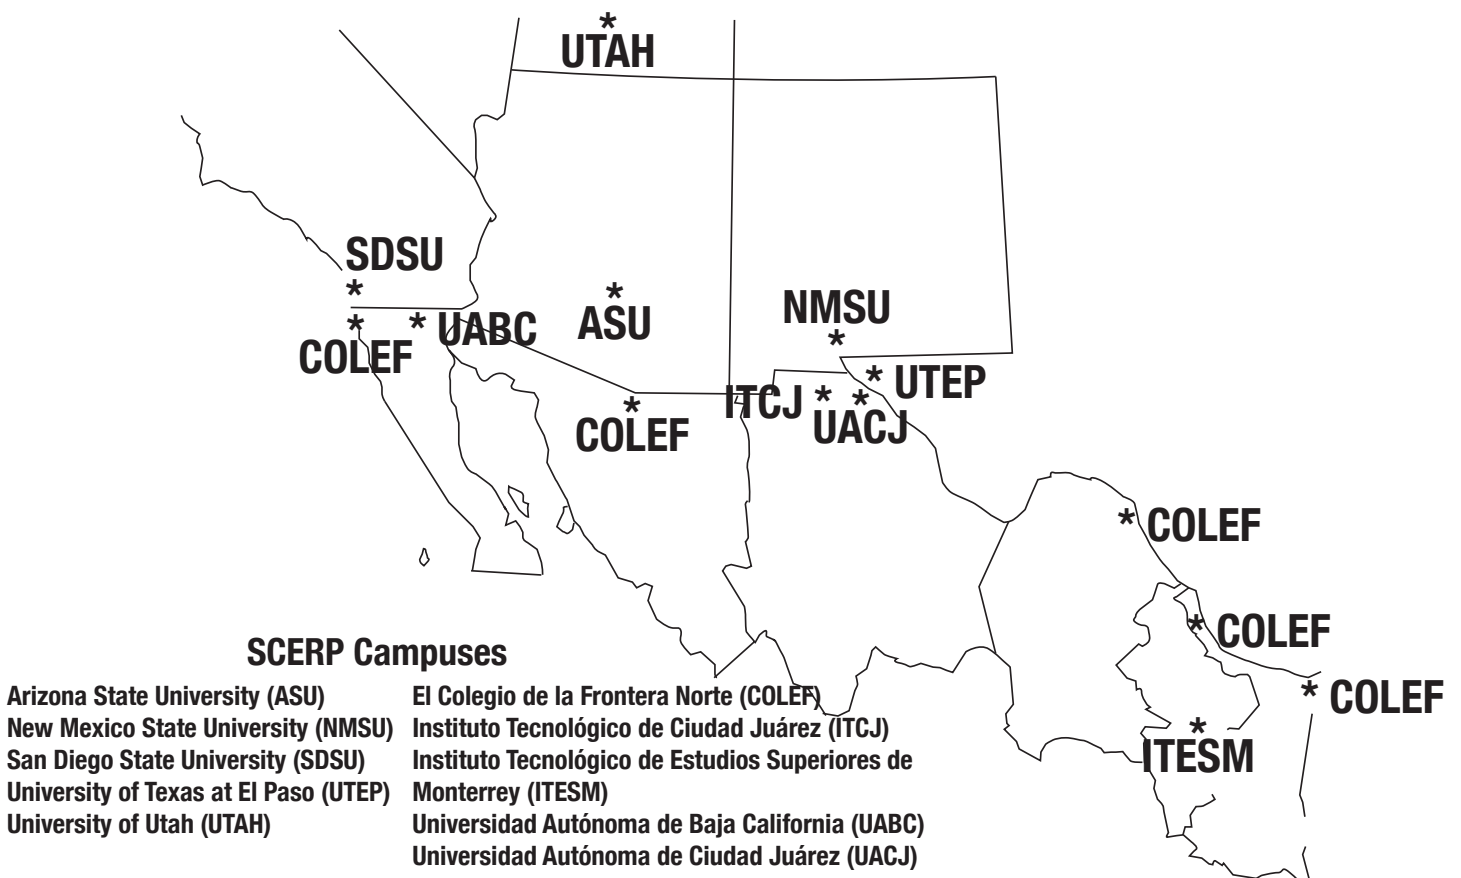 *
UTAH
SDSU
*
*
ASU
NMSU
*
*
COLEF
* UABC
* UTEP
ITCJ *
*
UACJ
*
COLEF
* COLEF
* COLEF
* COLEF
*
ITESM
SCERP Campuses
Arizona State University (ASU)
New Mexico State University (NMSU)
San Diego State University (SDSU)
University of Texas at El Paso (UTEP)
University of Utah (UTAH)
El Colegio de la Frontera Norte (COLEF)
Instituto Tecnológico de Ciudad Juárez (ITCJ)
Instituto Tecnológico de Estudios Superiores de
Monterrey (ITESM)
Universidad Autónoma de Baja California (UABC)
Universidad Autónoma de Ciudad Juárez (UACJ)